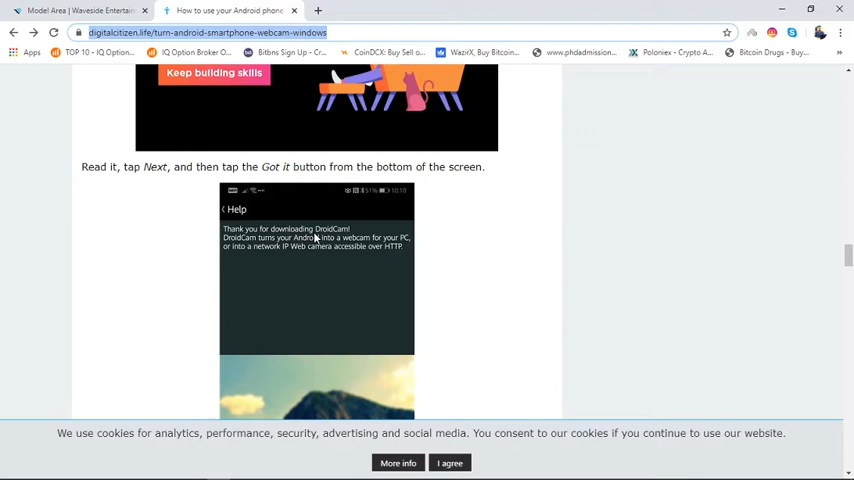 Model Area | Waveside Entertain
How to use your Android phone
digitalcitizen.life/turn-android-smartphone-webcam-windows
Apps
TOP 10 - IQ Option...
IQ Option Broker O...
Bitbns Sign Up - Cr...
CoinDCX: Buy Sell o...
WazirX, Buy Bitcoin...
www.phdadmission...
Poloniex - Crypto A...
Bitcoin Drugs - Buy...
Keep building skills
Read it, tap Next, and then tap the Got it button from the bottom of the screen.
51% 10:10
Help
Thank you for downloading DroidCam!
DroidCam turns your Android into a webcam for your PC,
or into a network IP Web camera accessible over HTTP.
We use cookies for analytics, performance, security, advertising and social media. You consent to our cookies if you continue to use our website.
More info
I agree